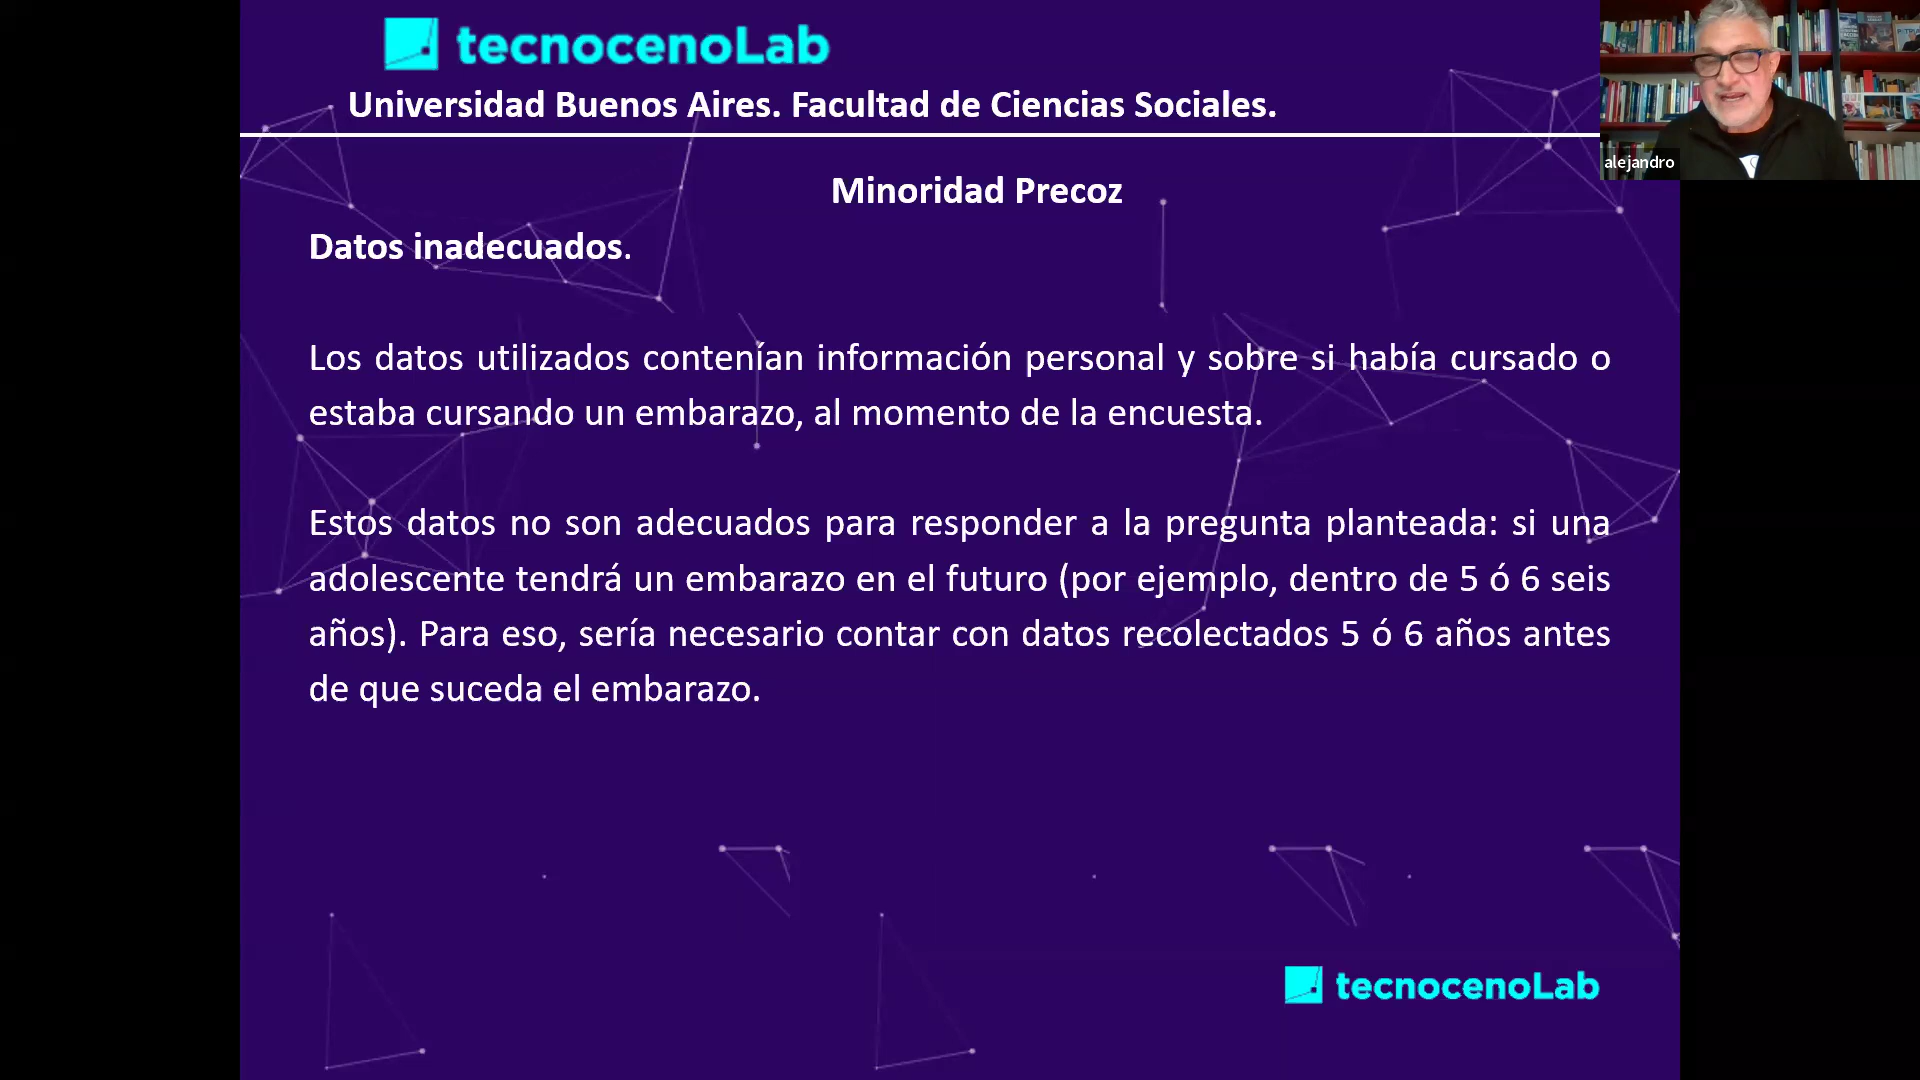 tecnocenoLab
Universidad Buenos Aires. Facultad de Ciencias Sociales.
alejandro
Minoridad Precoz
Datos inadecuados.
Los datos utilizados contenían información personal y sobre si había cursado o
estaba cursando un embarazo, al momento de la encuesta.
Estos datos no son adecuados para responder a la pregunta planteada: si una
adolescente tendrá un embarazo en el futuro (por ejemplo, dentro de 5 ó 6 seis
años). Para eso, sería necesario contar con datos recolectados 5 ó 6 años antes
de que suceda el embarazo.
tecnocenoLab